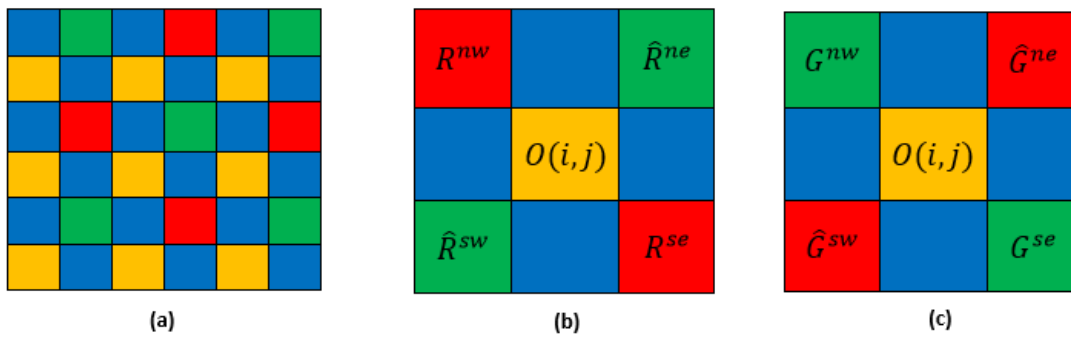 R^{nw} R̂^{ne} G^{nw} Ĝ^{ne}
O(i, j) O(i, j)
R̂^{sw} R^{se} Ĝ^{sw} G^{se}
(a) (b) (c)